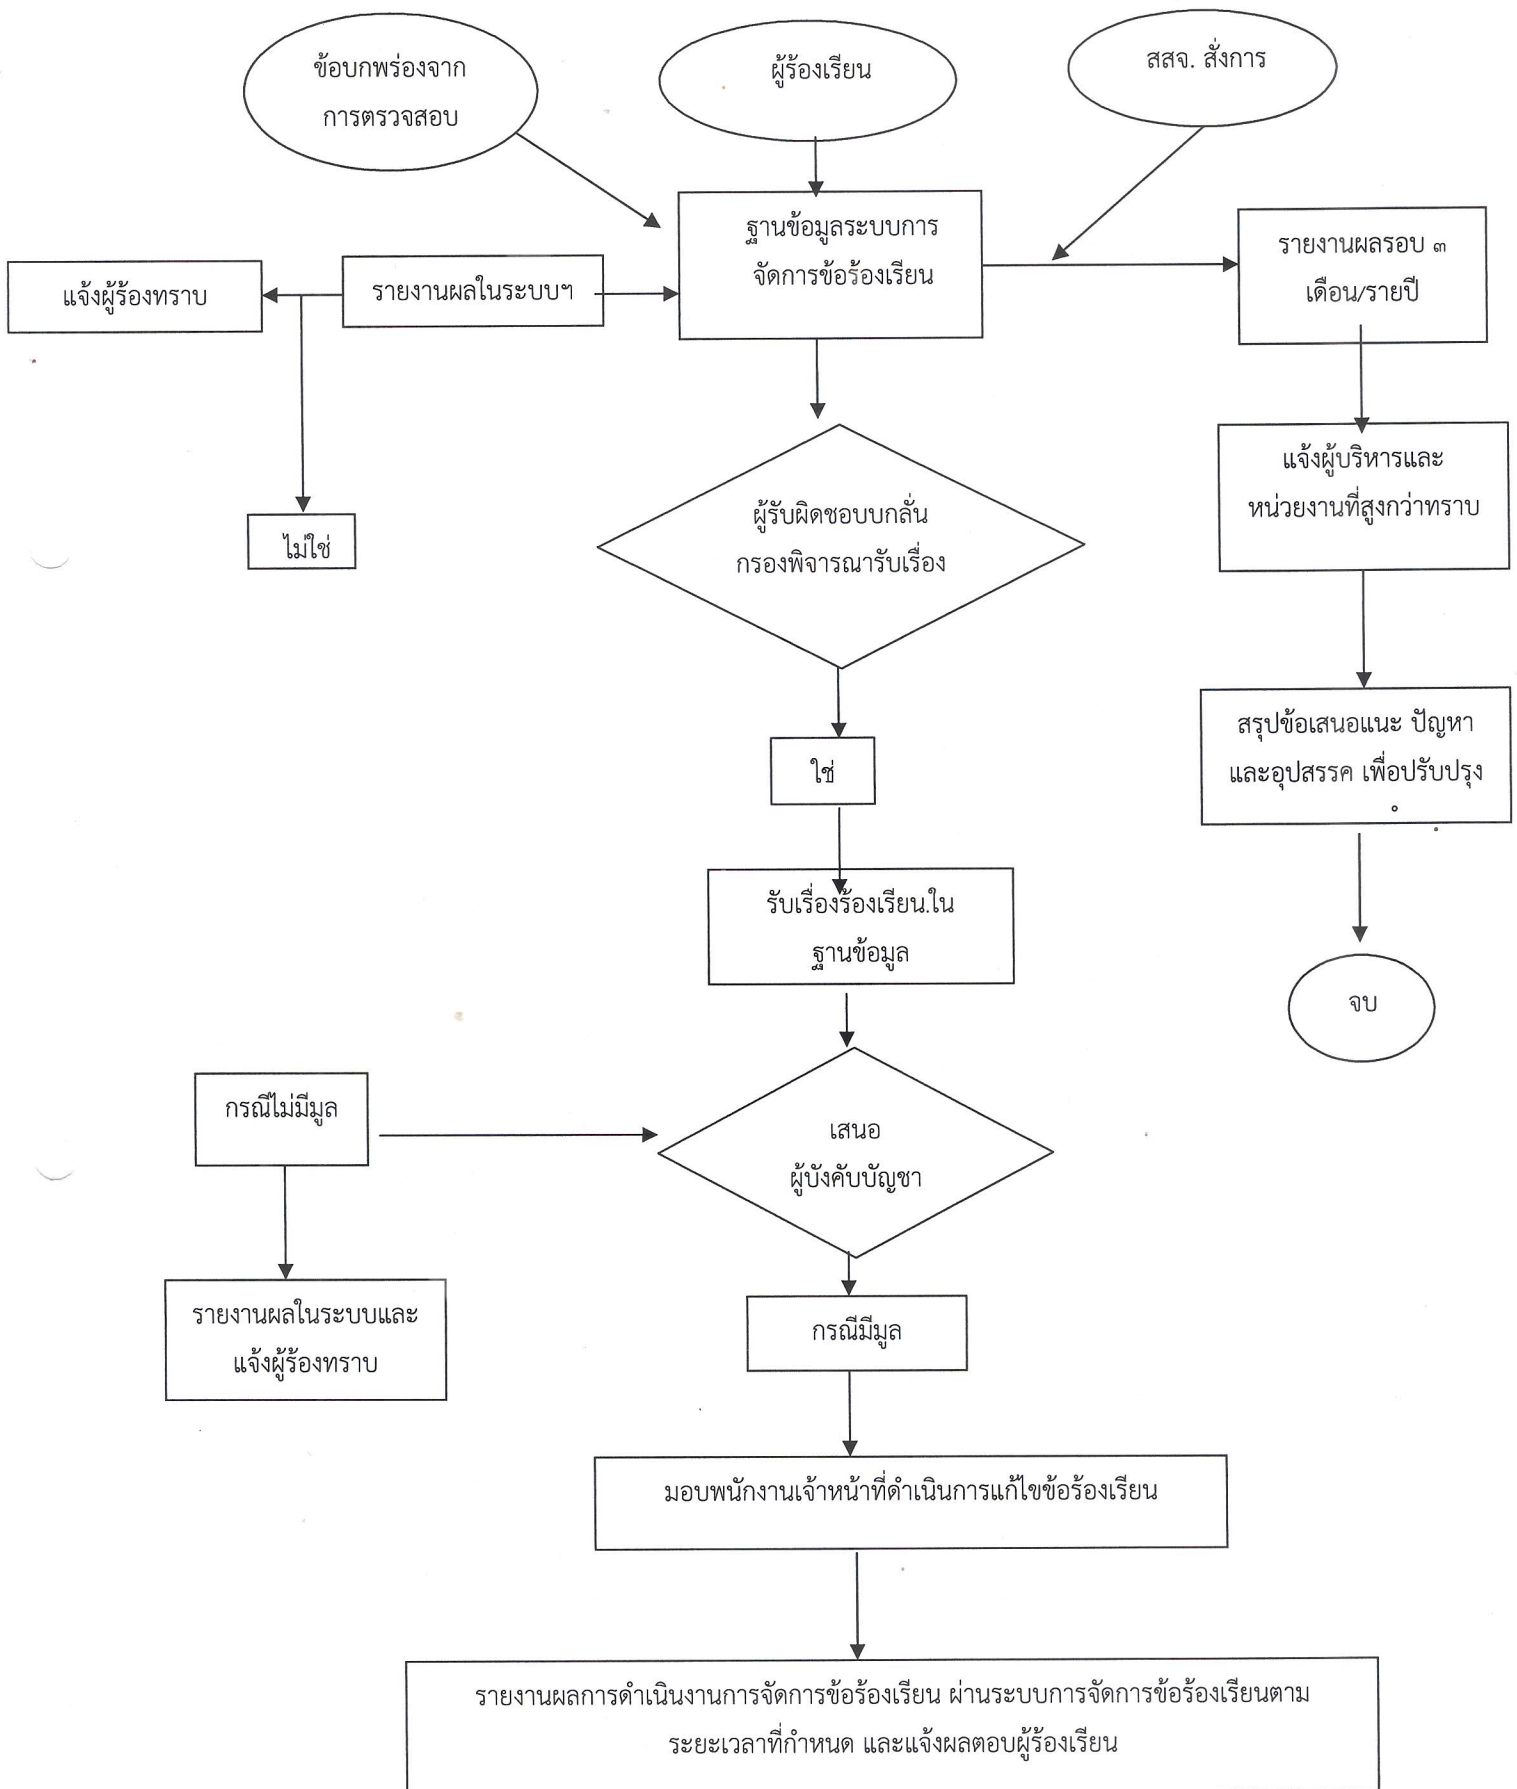 ข้อบกพร่องจาก
การตรวจสอบ
ผู้ร้องเรียน
สสจ. สั่งการ
ฐานข้อมูลระบบการ
จัดการข้อร้องเรียน
รายงานผลรอบ ๓
เดือน/รายปี
แจ้งผู้ร้องทราบ
รายงานผลในระบบฯ
แจ้งผู้บริหารและ
หน่วยงานที่สูงกว่าทราบ
ไม่ใช่
ผู้รับผิดชอบบกลั่น
กรองพิจารณารับเรื่อง
สรุปข้อเสนอแนะ ปัญหา
และอุปสรรค เพื่อปรับปรุง
ใช่
รับเรื่องร้องเรียน.ใน
ฐานข้อมูล
จบ
กรณีไม่มีมูล
เสนอ
ผู้บังคับบัญชา
รายงานผลในระบบและ
แจ้งผู้ร้องทราบ
กรณีมีมูล
มอบพนักงานเจ้าหน้าที่ดำเนินการแก้ไขข้อร้องเรียน
รายงานผลการดำเนินงานการจัดการข้อร้องเรียน ผ่านระบบการจัดการข้อร้องเรียนตาม
ระยะเวลาที่กำหนด และแจ้งผลตอบผู้ร้องเรียน